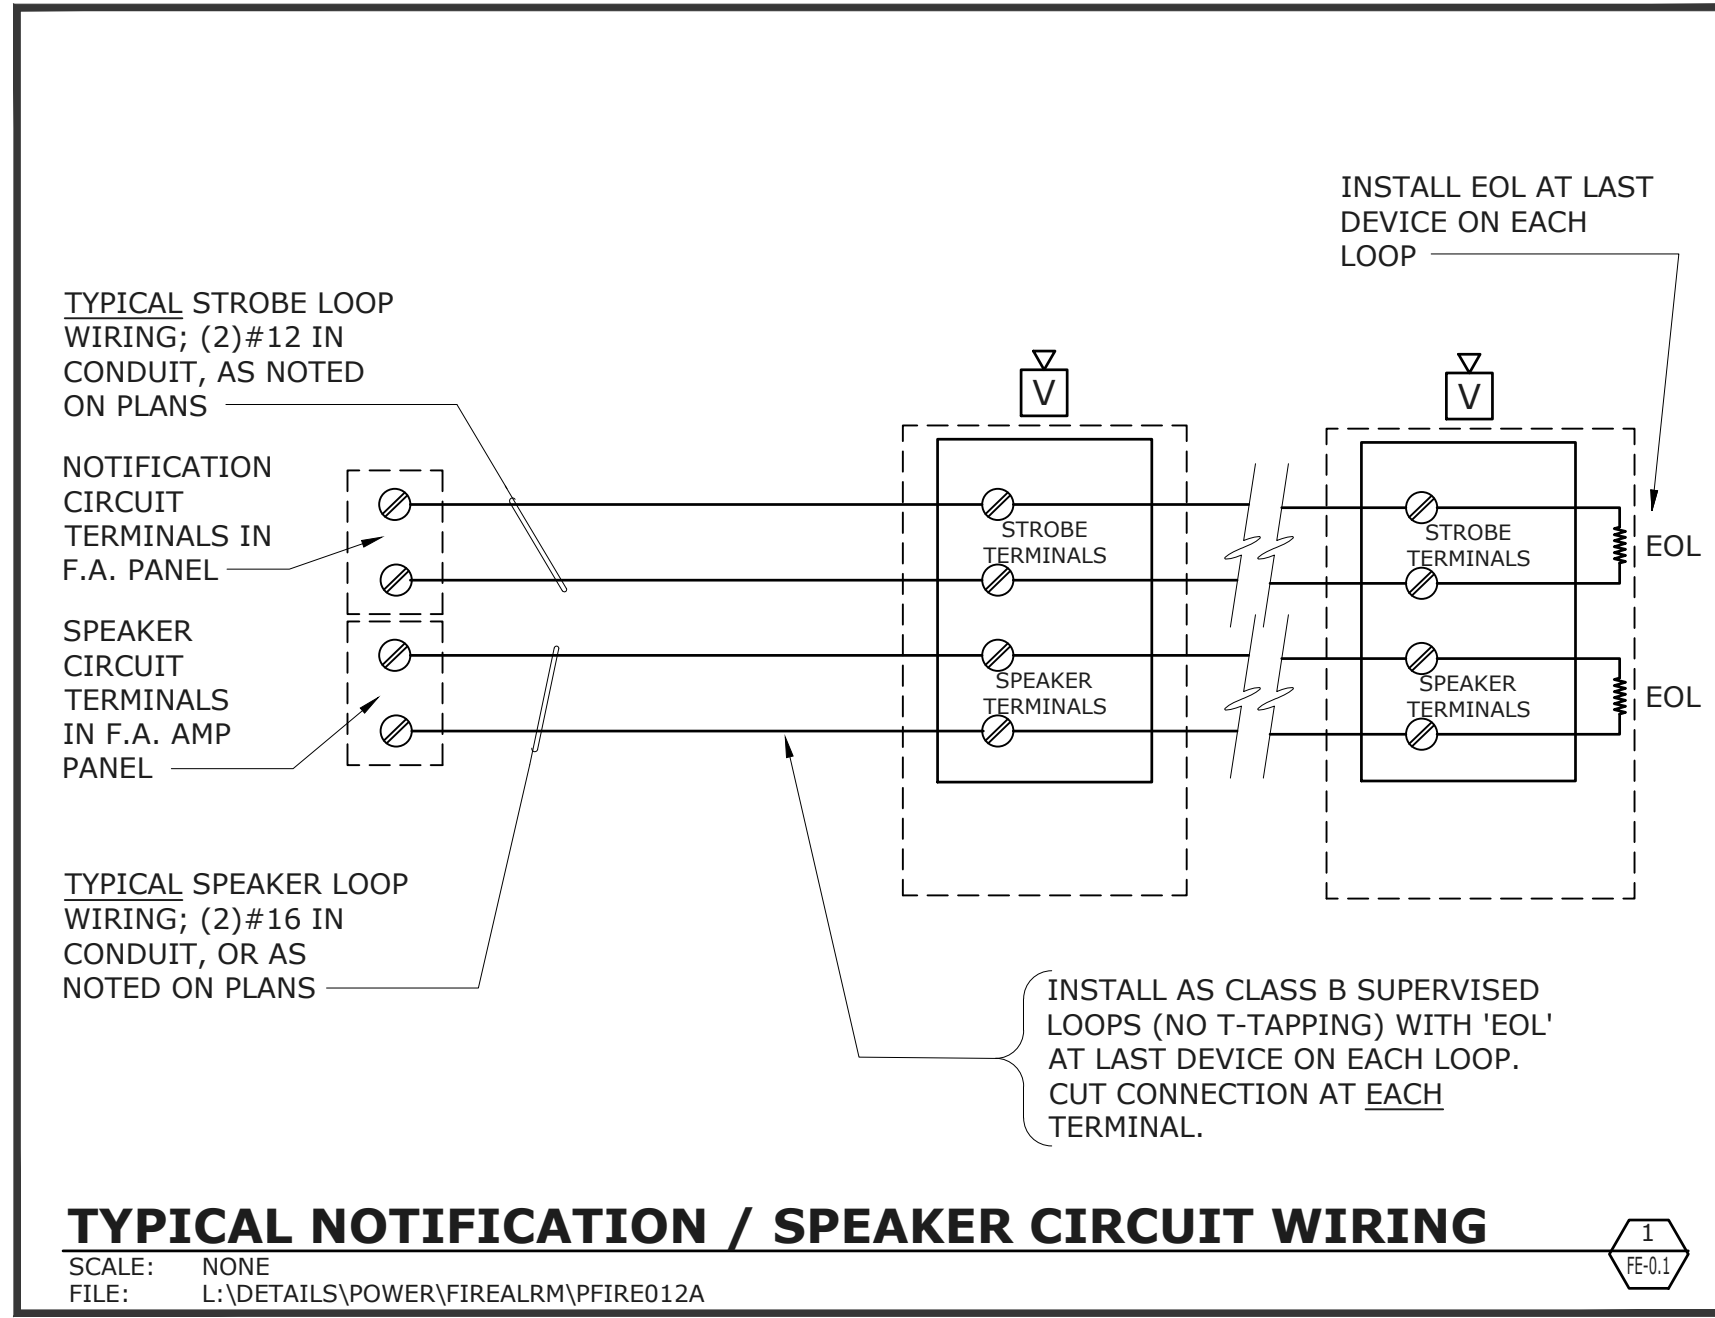 INSTALL EOL AT LAST
DEVICE ON EACH
LOOP
TYPICAL STROBE LOOP
WIRING; (2)#12 IN
CONDUIT, AS NOTED
ON PLANS
V
V
NOTIFICATION
CIRCUIT
TERMINALS IN
F.A. PANEL
STROBE
TERMINALS
STROBE
TERMINALS
EOL
SPEAKER
CIRCUIT
TERMINALS
IN F.A. AMP
PANEL
SPEAKER
TERMINALS
SPEAKER
TERMINALS
EOL
TYPICAL SPEAKER LOOP
WIRING; (2)#16 IN
CONDUIT, OR AS
NOTED ON PLANS
INSTALL AS CLASS B SUPERVISED
LOOPS (NO T-TAPPING) WITH 'EOL'
AT LAST DEVICE ON EACH LOOP.
CUT CONNECTION AT EACH
TERMINAL.
TYPICAL NOTIFICATION / SPEAKER CIRCUIT WIRING
SCALE: NONE
FILE: L:\DETAILS\POWER\FIREALRM\PFIRE012A
1
FE-0.1